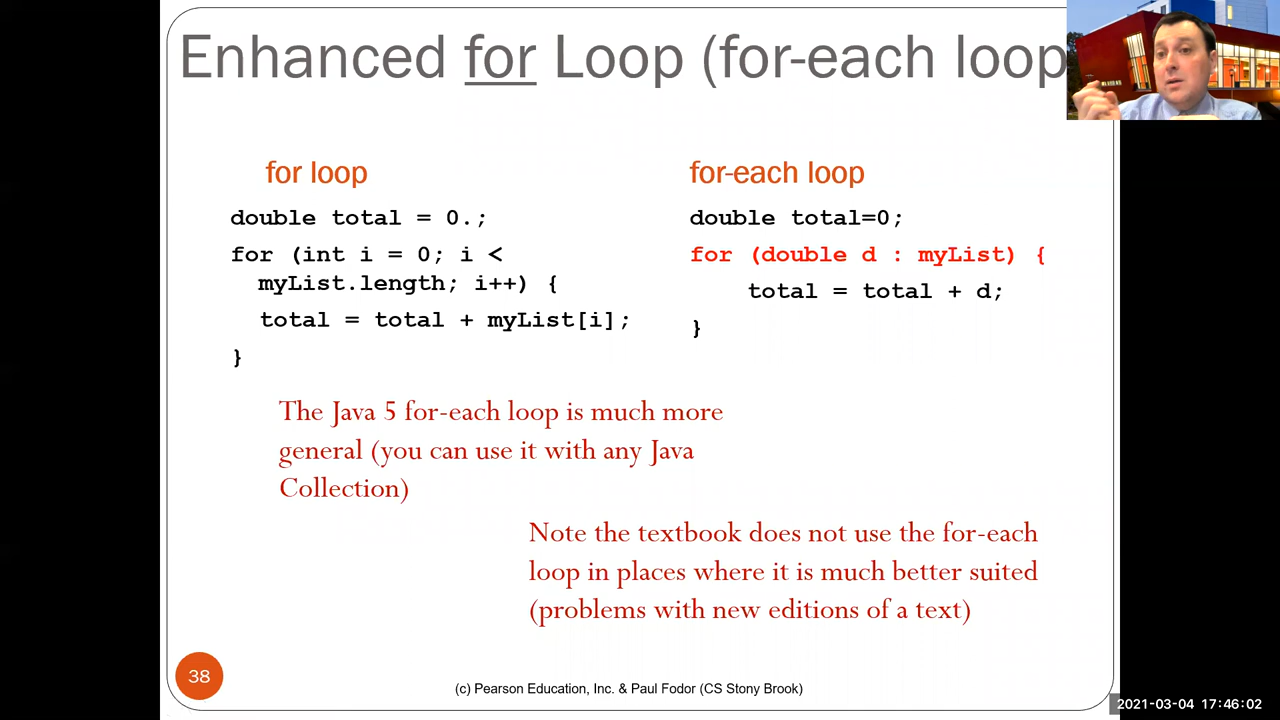 Enhanced for Loop (for-each loop
for loop
double total = 0.;
for (int i = 0; i <
myList.length; i++) {
total = total + myList[i];
}
for-each loop
double total=0;
for (double d : myList) {
total = total + d;
}
The Java 5 for-each loop is much more
general (you can use it with any Java
Collection)
Note the textbook does not use the for-each
loop in places where it is much better suited
(problems with new editions of a text)
38
(c) Pearson Education, Inc. & Paul Fodor (CS Stony Brook)
2021-03-04 17:46:02